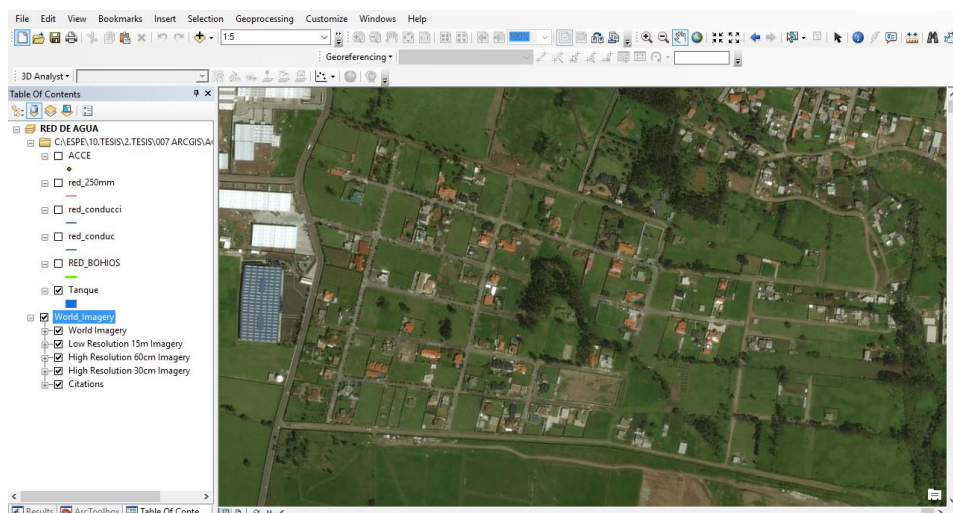 File Edit View Bookmarks Insert Selection Geoprocessing Customize Windows Help
1:5
100%
Georeferencing
3D Analyst
Table Of Contents
RED DE AGUA
C:\ESPE\10.TESIS\2.TESIS\007 ARCGIS\A
ACCE
red_250mm
red_conducci
red_conduc
RED_BOHIOS
Tanque
World_Imagery
World Imagery
Low Resolution 15m Imagery
High Resolution 60cm Imagery
High Resolution 30cm Imagery
Citations
Results ArcToolbox Table Of Conte...